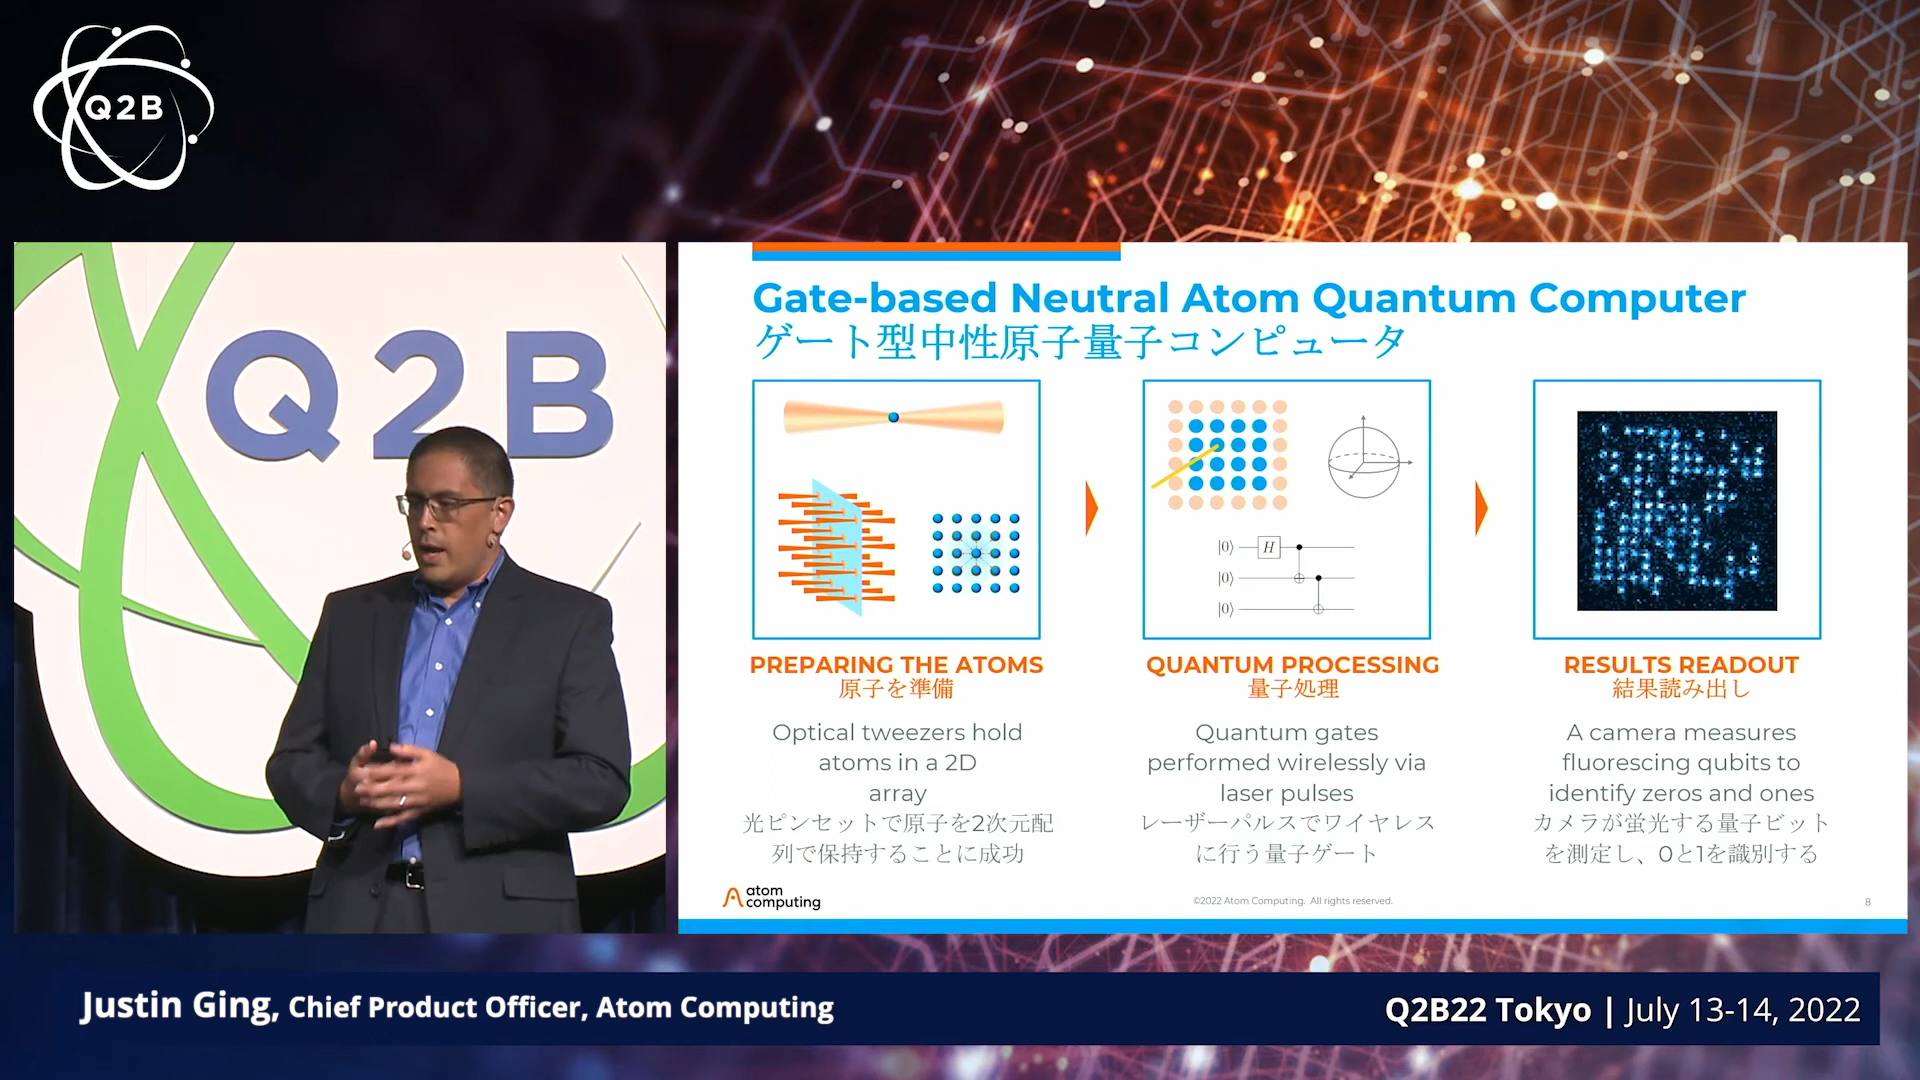 Q2B
Q2B
Gate-based Neutral Atom Quantum Computer
ゲート型中性原子量子コンピュータ
|0⟩ H
|0⟩
|0⟩
PREPARING THE ATOMS
原子を準備
Optical tweezers hold
atoms in a 2D
array
光ピンセットで原子を2次元配
列で保持することに成功
QUANTUM PROCESSING
量子処理
Quantum gates
performed wirelessly via
laser pulses
レーザーパルスでワイヤレス
に行う量子ゲート
RESULTS READOUT
結果読み出し
A camera measures
fluorescing qubits to
identify zeros and ones
カメラが蛍光する量子ビット
を測定し、0と1を識別する
atom
computing
©2022 Atom Computing. All rights reserved.
8
Justin Ging, Chief Product Officer, Atom Computing
Q2B22 Tokyo | July 13-14, 2022